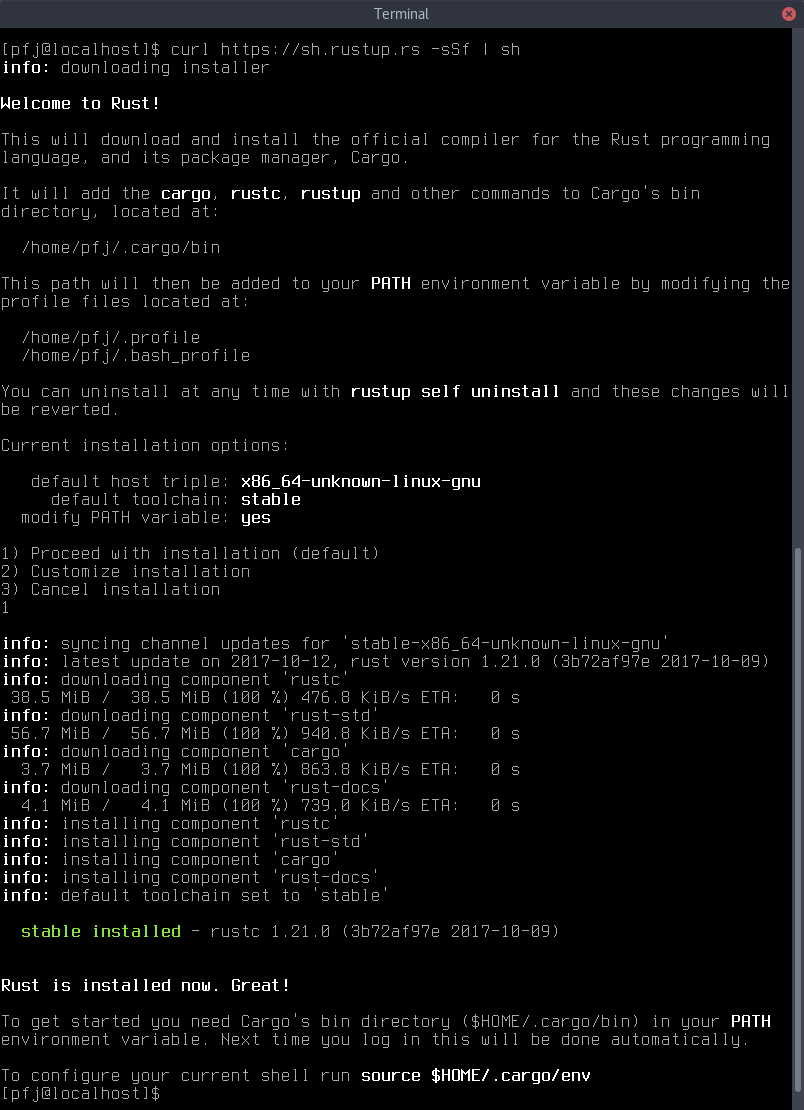 Terminal
[pfj@localhost]$ curl https://sh.rustup.rs -sSf | sh
info: downloading installer
Welcome to Rust!
This will download and install the official compiler for the Rust programming
language, and its package manager, Cargo.
It will add the cargo, rustc, rustup and other commands to Cargo's bin
directory, located at:
/home/pfj/.cargo/bin
This path will then be added to your PATH environment variable by modifying the
profile files located at:
/home/pfj/.profile
/home/pfj/.bash_profile
You can uninstall at any time with rustup self uninstall and these changes will
be reverted.
Current installation options:
default host triple: x86_64-unknown-linux-gnu
default toolchain: stable
modify PATH variable: yes
1) Proceed with installation (default)
2) Customize installation
3) Cancel installation
1
info: syncing channel updates for 'stable-x86_64-unknown-linux-gnu'
info: latest update on 2017-10-12, rust version 1.21.0 (3b72af97e 2017-10-09)
info: downloading component 'rustc'
38.5 MiB /  38.5 MiB (100 %) 476.8 KiB/s ETA:   0 s
info: downloading component 'rust-std'
56.7 MiB /  56.7 MiB (100 %) 940.8 KiB/s ETA:   0 s
info: downloading component 'cargo'
3.7 MiB /   3.7 MiB (100 %) 863.8 KiB/s ETA:   0 s
info: downloading component 'rust-docs'
4.1 MiB /   4.1 MiB (100 %) 739.0 KiB/s ETA:   0 s
info: installing component 'rustc'
info: installing component 'rust-std'
info: installing component 'cargo'
info: installing component 'rust-docs'
info: default toolchain set to 'stable'
stable installed - rustc 1.21.0 (3b72af97e 2017-10-09)
Rust is installed now. Great!
To get started you need Cargo's bin directory ($HOME/.cargo/bin) in your PATH
environment variable. Next time you log in this will be done automatically.
To configure your current shell run source $HOME/.cargo/env
[pfj@localhost]$